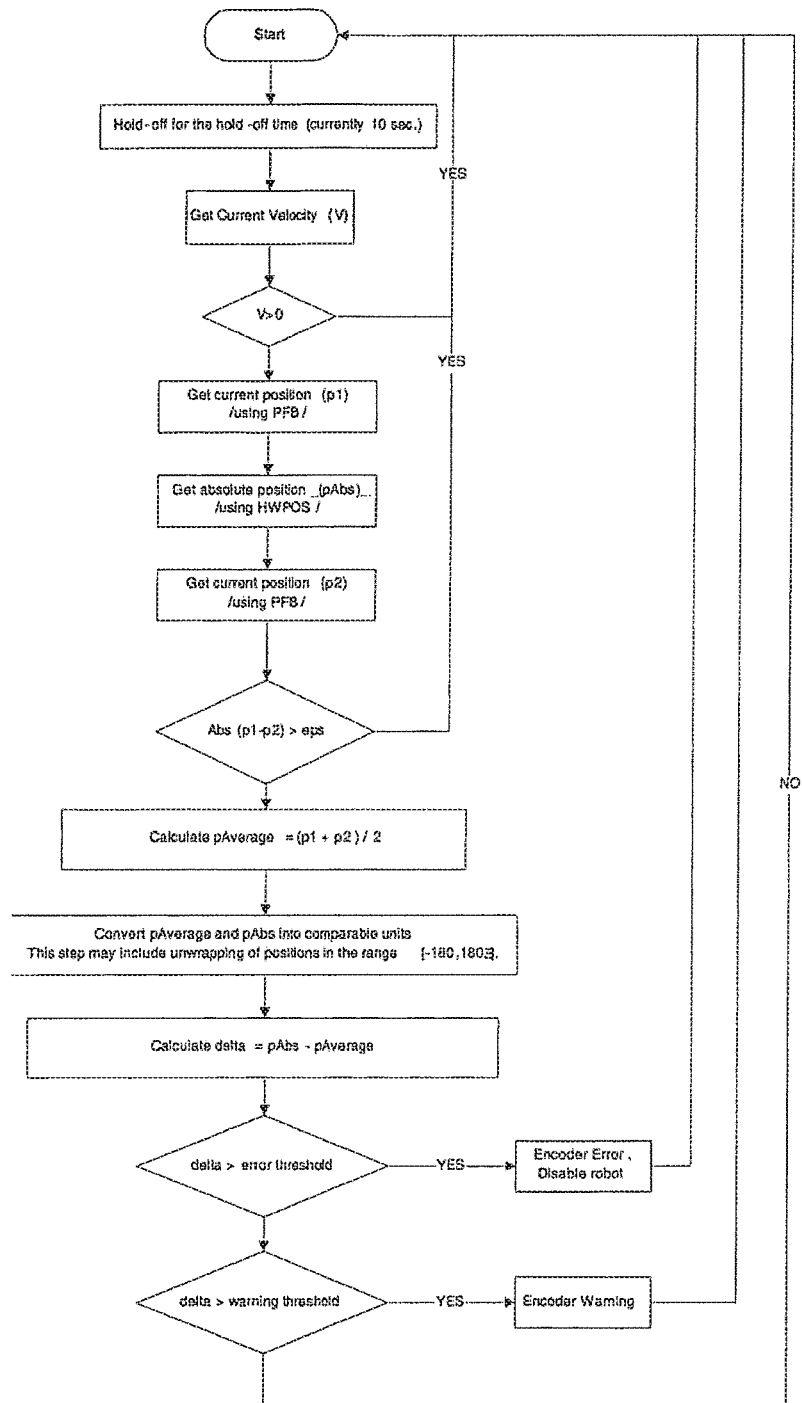 Start
Hold-off for the hold-off time (currently 10 sec.)
YES
Get Current Velocity (V)
V>0
YES
Get current position (p1)
/using PFB /
Get absolute position (pAbs)
/using HWPOS /
Get current position (p2)
/using PFB /
Abs (p1-p2) > eps
NO
Calculate pAverage = (p1 + p2) / 2
Convert pAverage and pAbs into comparable units
This step may include unwrapping of positions in the range [-180,180].
Calculate delta = pAbs - pAverage
delta > error threshold
YES
Encoder Error,
Disable robot
delta > warning threshold
YES
Encoder Warning